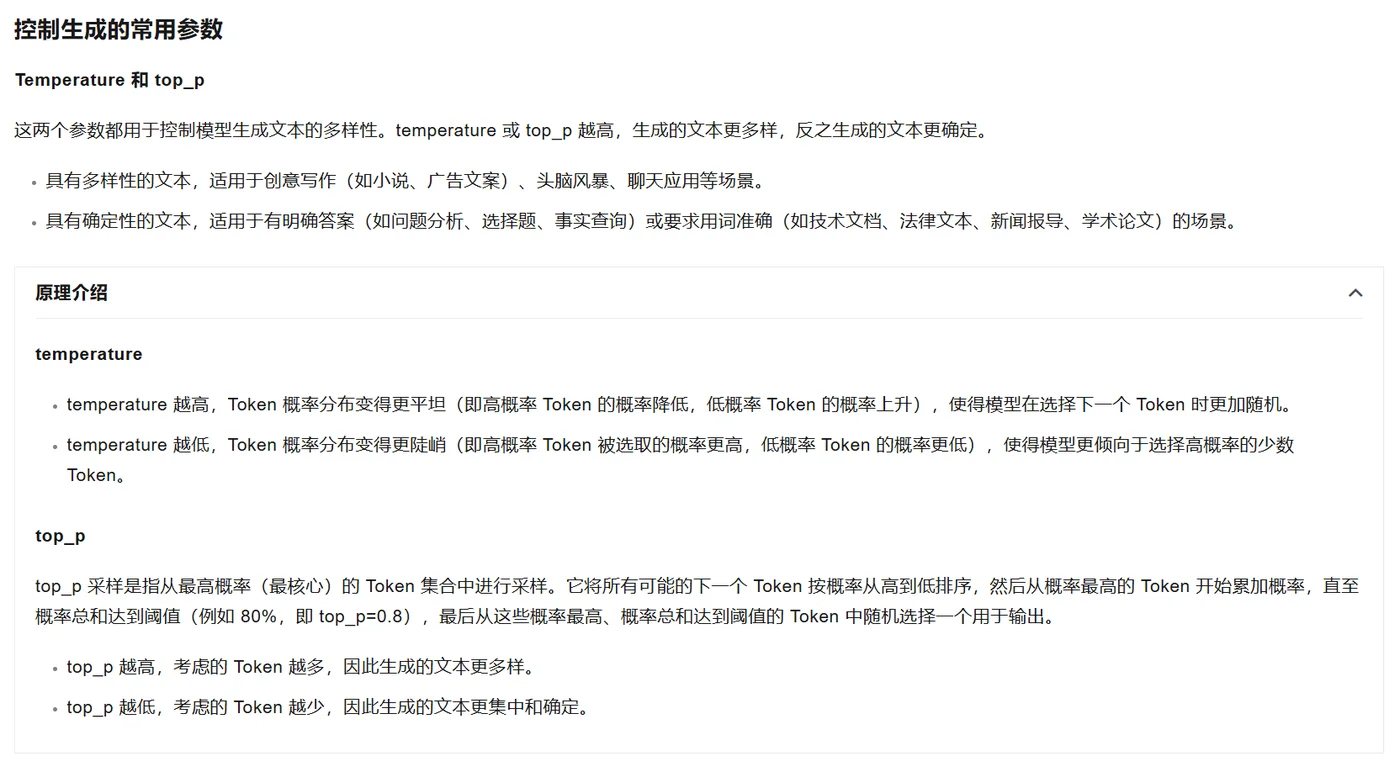 控制生成的常用参数
Temperature 和 top_p
这两个参数都用于控制模型生成文本的多样性。temperature 或 top_p 越高，生成的文本更多样，反之生成的文本更确定。
具有多样性的文本，适用于创意写作（如小说、广告文案）、头脑风暴、聊天应用等场景。
具有确定性的文本，适用于有明确答案（如问题分析、选择题、事实查询）或要求用词准确（如技术文档、法律文本、新闻报导、学术论文）的场景。
原理介绍
temperature
temperature 越高，Token 概率分布变得更平坦（即高概率 Token 的概率降低，低概率 Token 的概率上升），使得模型在选择下一个 Token 时更加随机。
temperature 越低，Token 概率分布变得更陡峭（即高概率 Token 被选取的概率更高，低概率 Token 的概率更低），使得模型更倾向于选择高概率的少数
Token。
top_p
top_p 采样是指从最高概率（最核心）的 Token 集合中进行采样。它将所有可能的下一个 Token 按概率从高到低排序，然后从概率最高的 Token 开始累加概率，直至
概率总和达到阈值（例如 80%，即 top_p=0.8），最后从这些概率最高、概率总和达到阈值的 Token 中随机选择一个用于输出。
top_p 越高，考虑的 Token 越多，因此生成的文本更多样。
top_p 越低，考虑的 Token 越少，因此生成的文本更集中和确定。